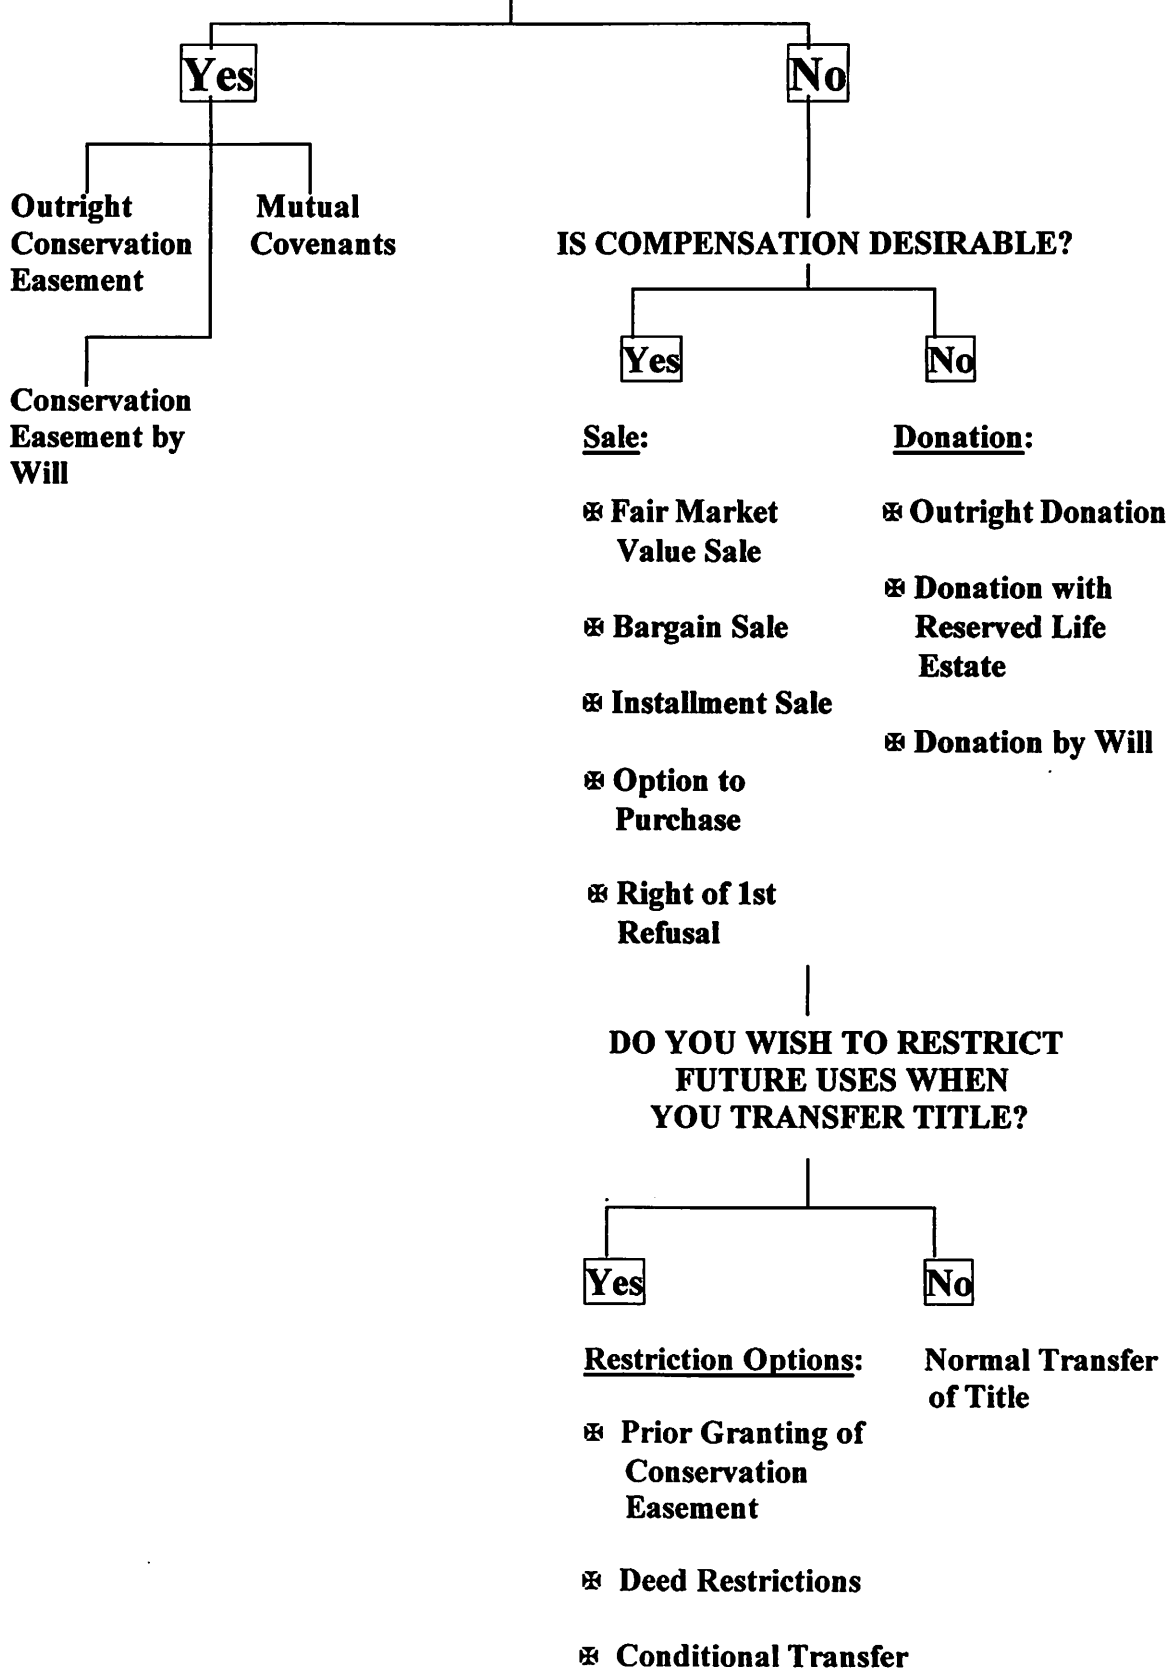 Yes
No
Outright
Conservation
Easement
Mutual
Covenants
Conservation
Easement by
Will
IS COMPENSATION DESIRABLE?
Yes
No
Sale:
✠ Fair Market
Value Sale
✠ Bargain Sale
✠ Installment Sale
✠ Option to
Purchase
✠ Right of 1st
Refusal
Donation:
✠ Outright Donation
✠ Donation with
Reserved Life
Estate
✠ Donation by Will
DO YOU WISH TO RESTRICT
FUTURE USES WHEN
YOU TRANSFER TITLE?
Yes
No
Restriction Options:
✠ Prior Granting of
Conservation
Easement
✠ Deed Restrictions
✠ Conditional Transfer
Normal Transfer
of Title